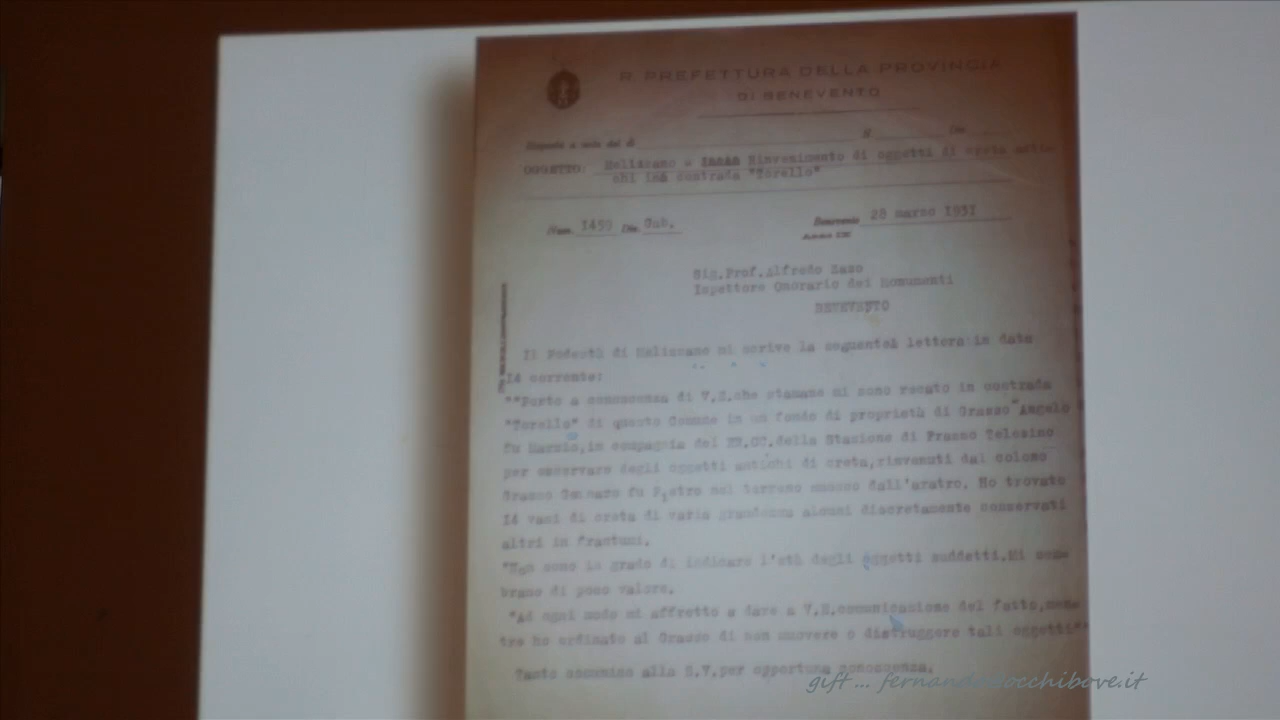 R. PREFETTURA DELLA PROVINCIA
DI BENEVENTO
Risposta a nota del di N Div
OGGETTO: Melizzano = Rinvenimento di oggetti di creta anti-
chi in contrada "Torello"
Num. 1459 Div. Gab. Benevento 28 marzo 1931
Anno IX
Sig.Prof.Alfredo Zazo
Ispettore Onorario dei Monumenti
BENEVENTO
Il Podestà di Melizzano mi scrive la seguente lettera in data
14 corrente:
""Porto a conoscenza di V.E.che stamane mi sono recato in contrada
"Torello" di questo Comune in un fondo di proprietà di Grasso Angelo
fu in compagnia dei RR.CC.della Stazione di Frasso Telesino
per osservare degli oggetti antichi di creta,rinvenuti dal colono
Grasso Gennaro fu Pietro nel terreno mosso dall'aratro. Ho trovato
14 vasi di creta di varia grandezza alcuni discretamente conservati
altri in frantumi.
"Non sono in grado di indicare l'età degli oggetti suddetti.Mi sem-
brano di poco valore.
"Ad ogni modo mi affretto a dare a V.E.comunicazione del fatto,men-
tre ho ordinato al Grasso di non muovere o distruggere tali oggetti""
Tanto comunico alla S.V.per opportuna conoscenza.
gift ... fernandoocchibove.it